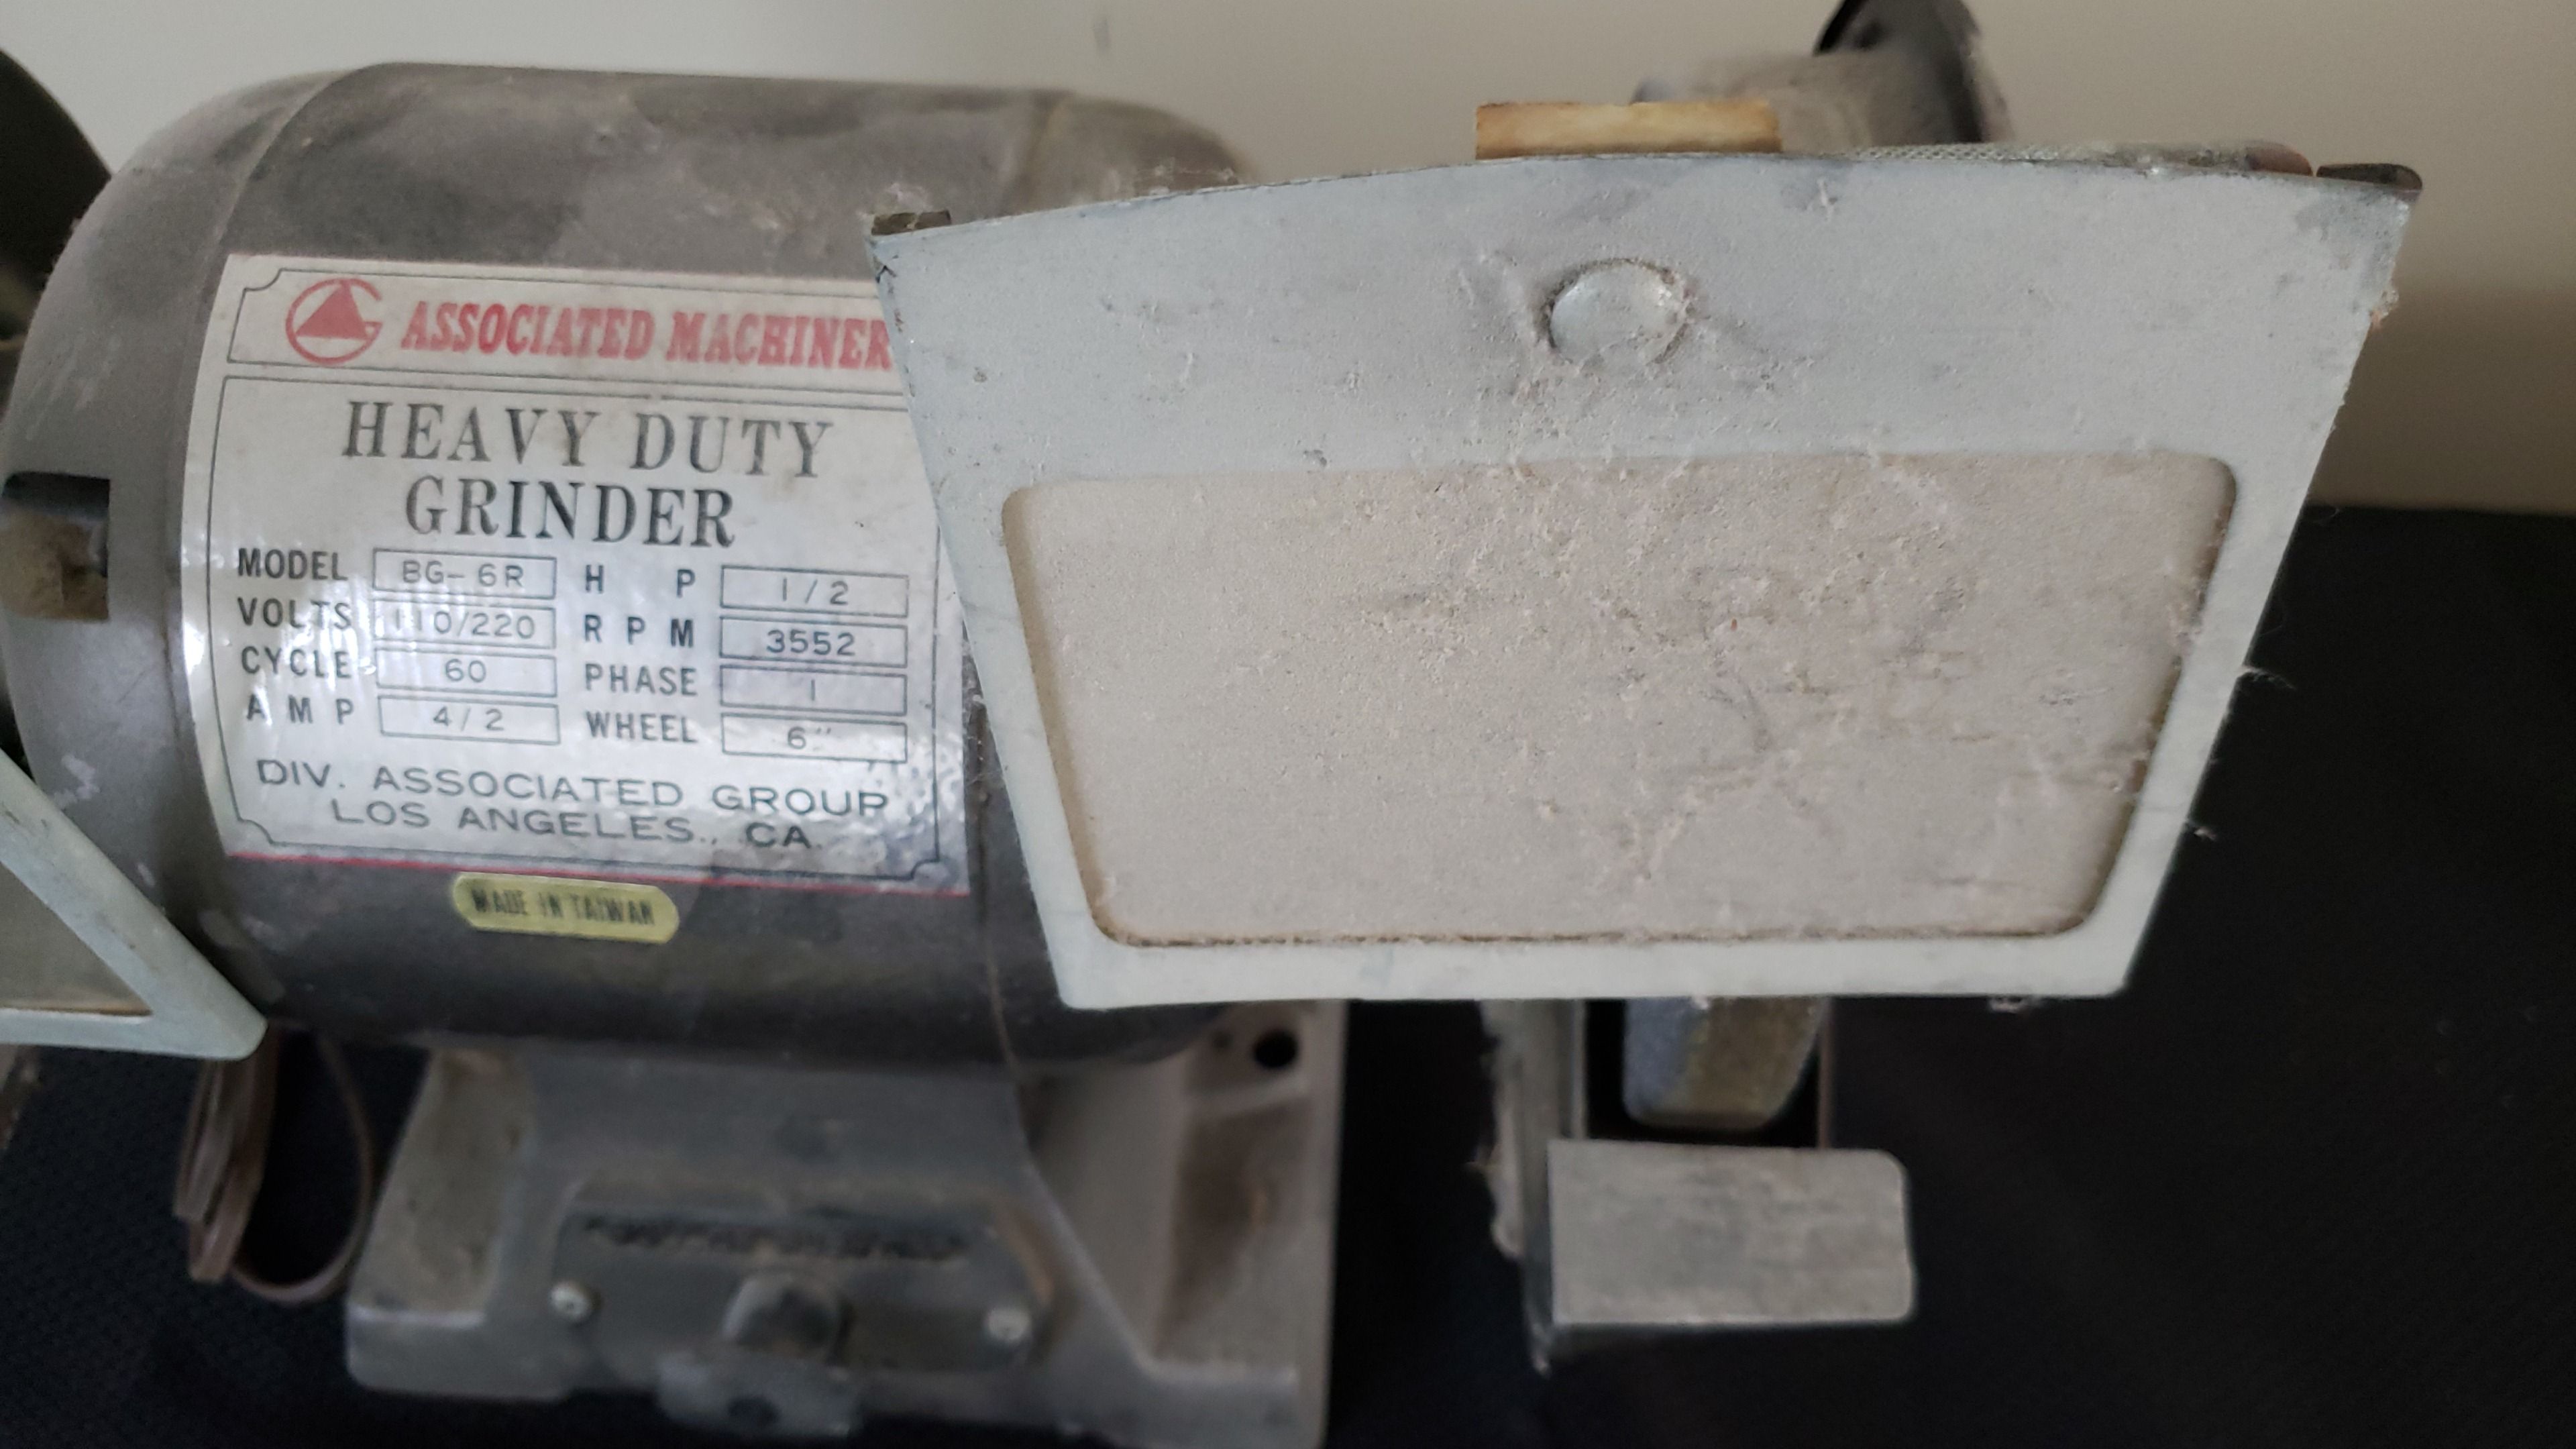 ASSOCIATED MACHINER
HEAVY DUTY
GRINDER
MODEL BG-6R H P 1/2
VOLTS 110/220 R P M 3552
CYCLE 60 PHASE 1
A M P 4/2 WHEEL 6"
DIV. ASSOCIATED GROUP
LOS ANGELES., CA.
MADE IN TAIWAN